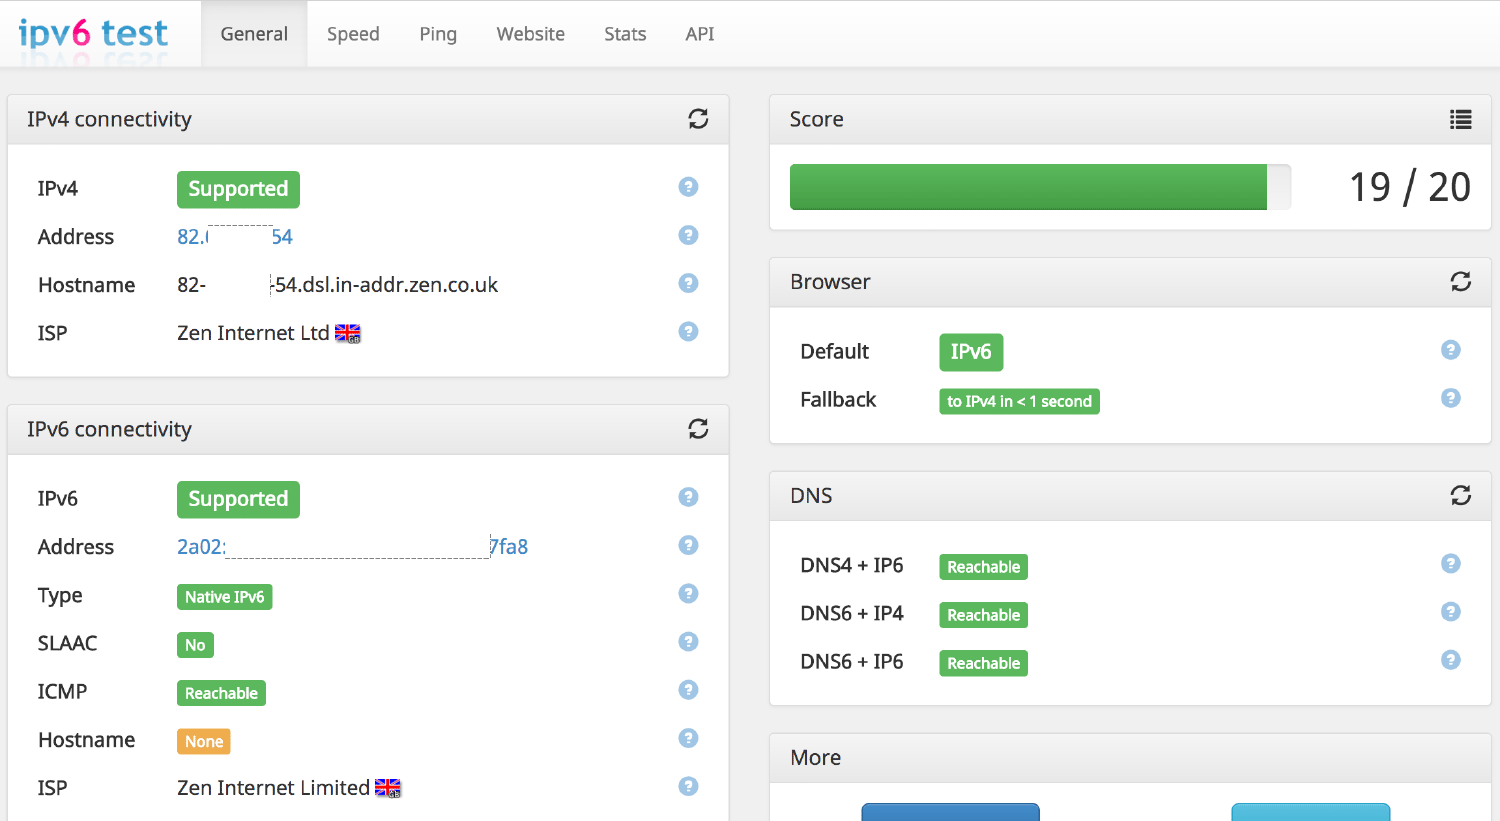 ipv6 test
General
Speed
Ping
Website
Stats
API
IPv4 connectivity
IPv4 Supported
Address 82. 54
Hostname 82- -54.dsl.in-addr.zen.co.uk
ISP Zen Internet Ltd GB
IPv6 connectivity
IPv6 Supported
Address 2a02: 7fa8
Type Native IPv6
SLAAC No
ICMP Reachable
Hostname None
ISP Zen Internet Limited GB
Score
19 / 20
Browser
Default IPv6
Fallback to IPv4 in < 1 second
DNS
DNS4 + IP6 Reachable
DNS6 + IP4 Reachable
DNS6 + IP6 Reachable
More